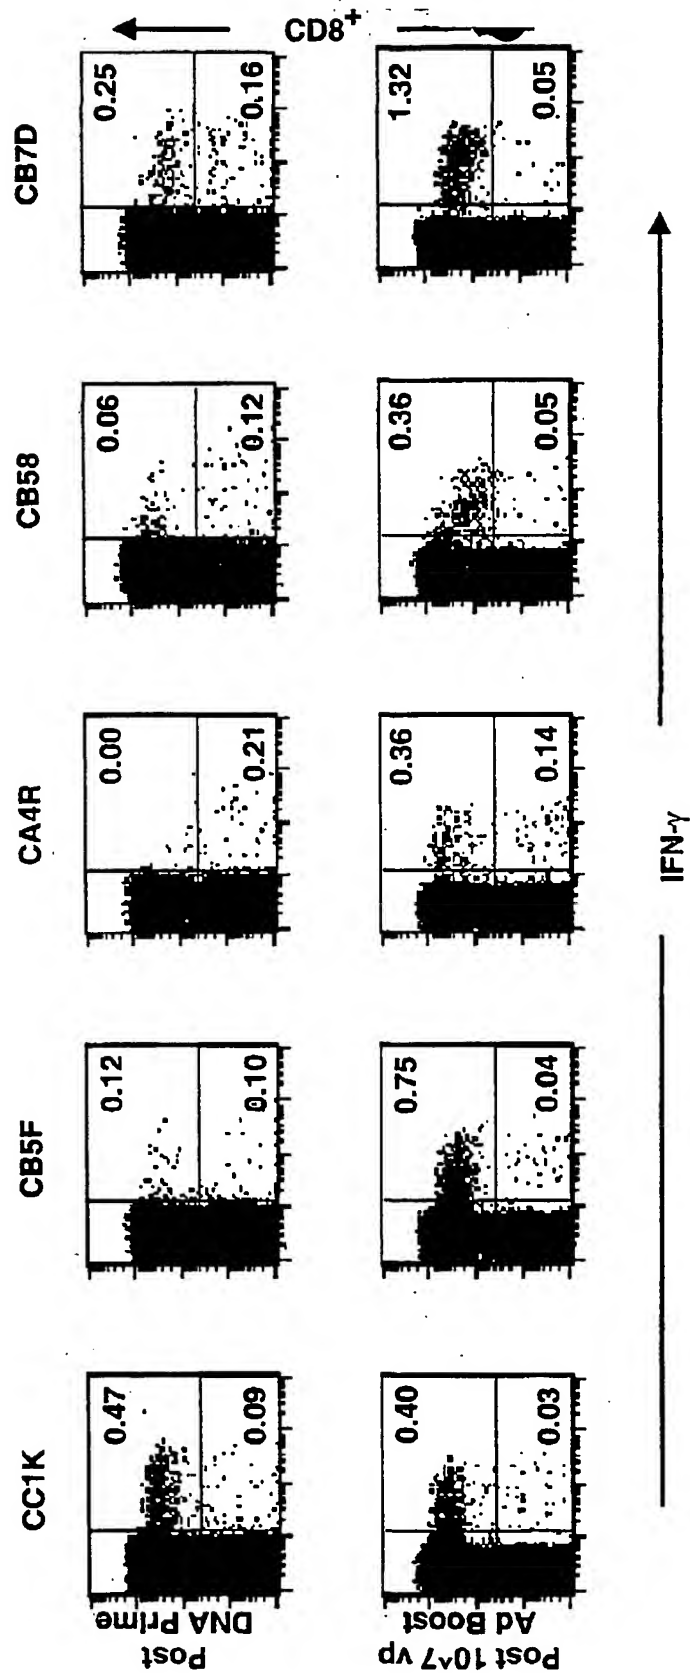 CC1K CB5F CA4R CB58 CB7D
Post
DNA Prime
0.47 0.12 0.00 0.06 0.25
0.09 0.10 0.21 0.12 0.16
CD8+
Post 10^7 vp
Ad Boost
0.40 0.75 0.36 0.36 1.32
0.03 0.04 0.14 0.05 0.05
IFN-γ